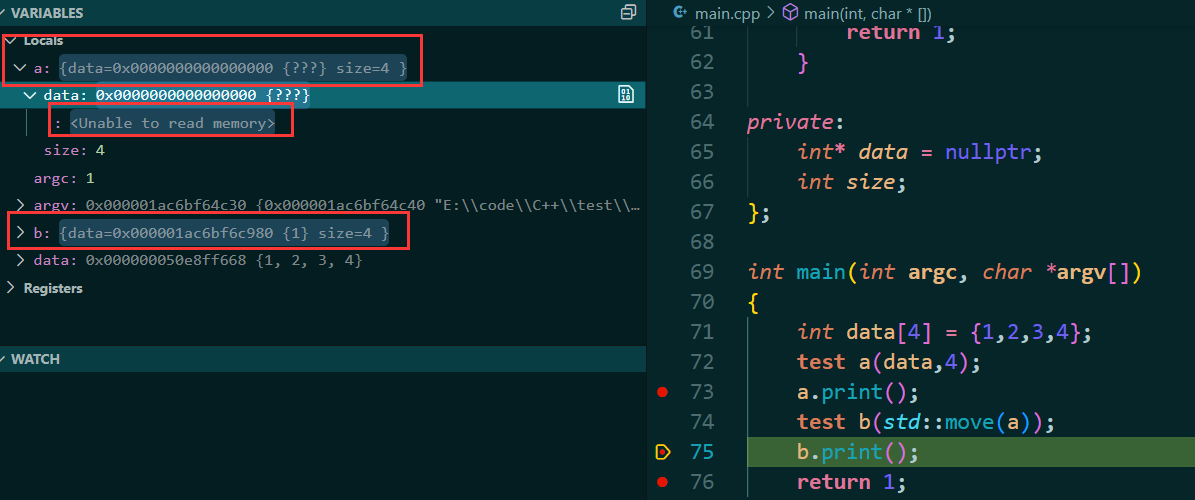 VARIABLES
Locals
a: {data=0x0000000000000000 {???} size=4 }
data: 0x0000000000000000 {???}
: <Unable to read memory>
size: 4
argc: 1
argv: 0x000001ac6bf64c30 {0x000001ac6bf64c40 "E:\\code\\C++\\test\\…
b: {data=0x000001ac6bf6c980 {1} size=4 }
data: 0x000000050e8ff668 {1, 2, 3, 4}
Registers
WATCH
main.cpp > main(int, char * [])
61 return 1;
62 }
63
64 private:
65 int* data = nullptr;
66 int size;
67 };
68
69 int main(int argc, char *argv[])
70 {
71 int data[4] = {1,2,3,4};
72 test a(data,4);
73 a.print();
74 test b(std::move(a));
75 b.print();
76 return 1;